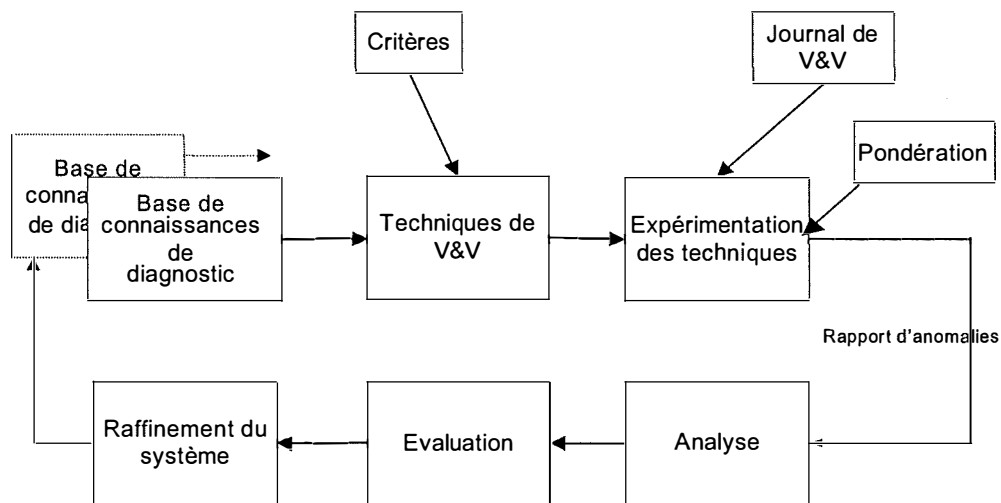 Critères
Journal de
V&V
Pondération
Base de
conna
de dia
Base de
connaissances
de
diagnostic
Techniques de
V&V
Expérimentation
des techniques
Rapport d'anomalies
Raffinement du
système
Evaluation
Analyse